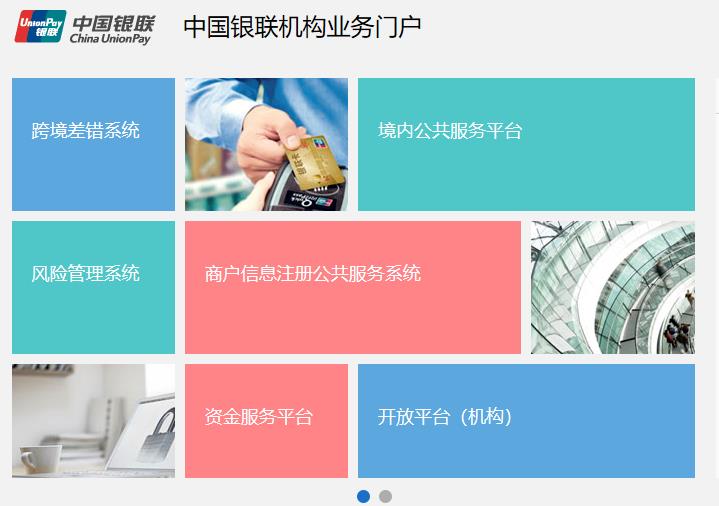 UnionPay
银联
中国银联
China UnionPay
中国银联机构业务门户
跨境差错系统
银联卡
境内公共服务平台
风险管理系统
商户信息注册公共服务系统
资金服务平台
开放平台（机构）